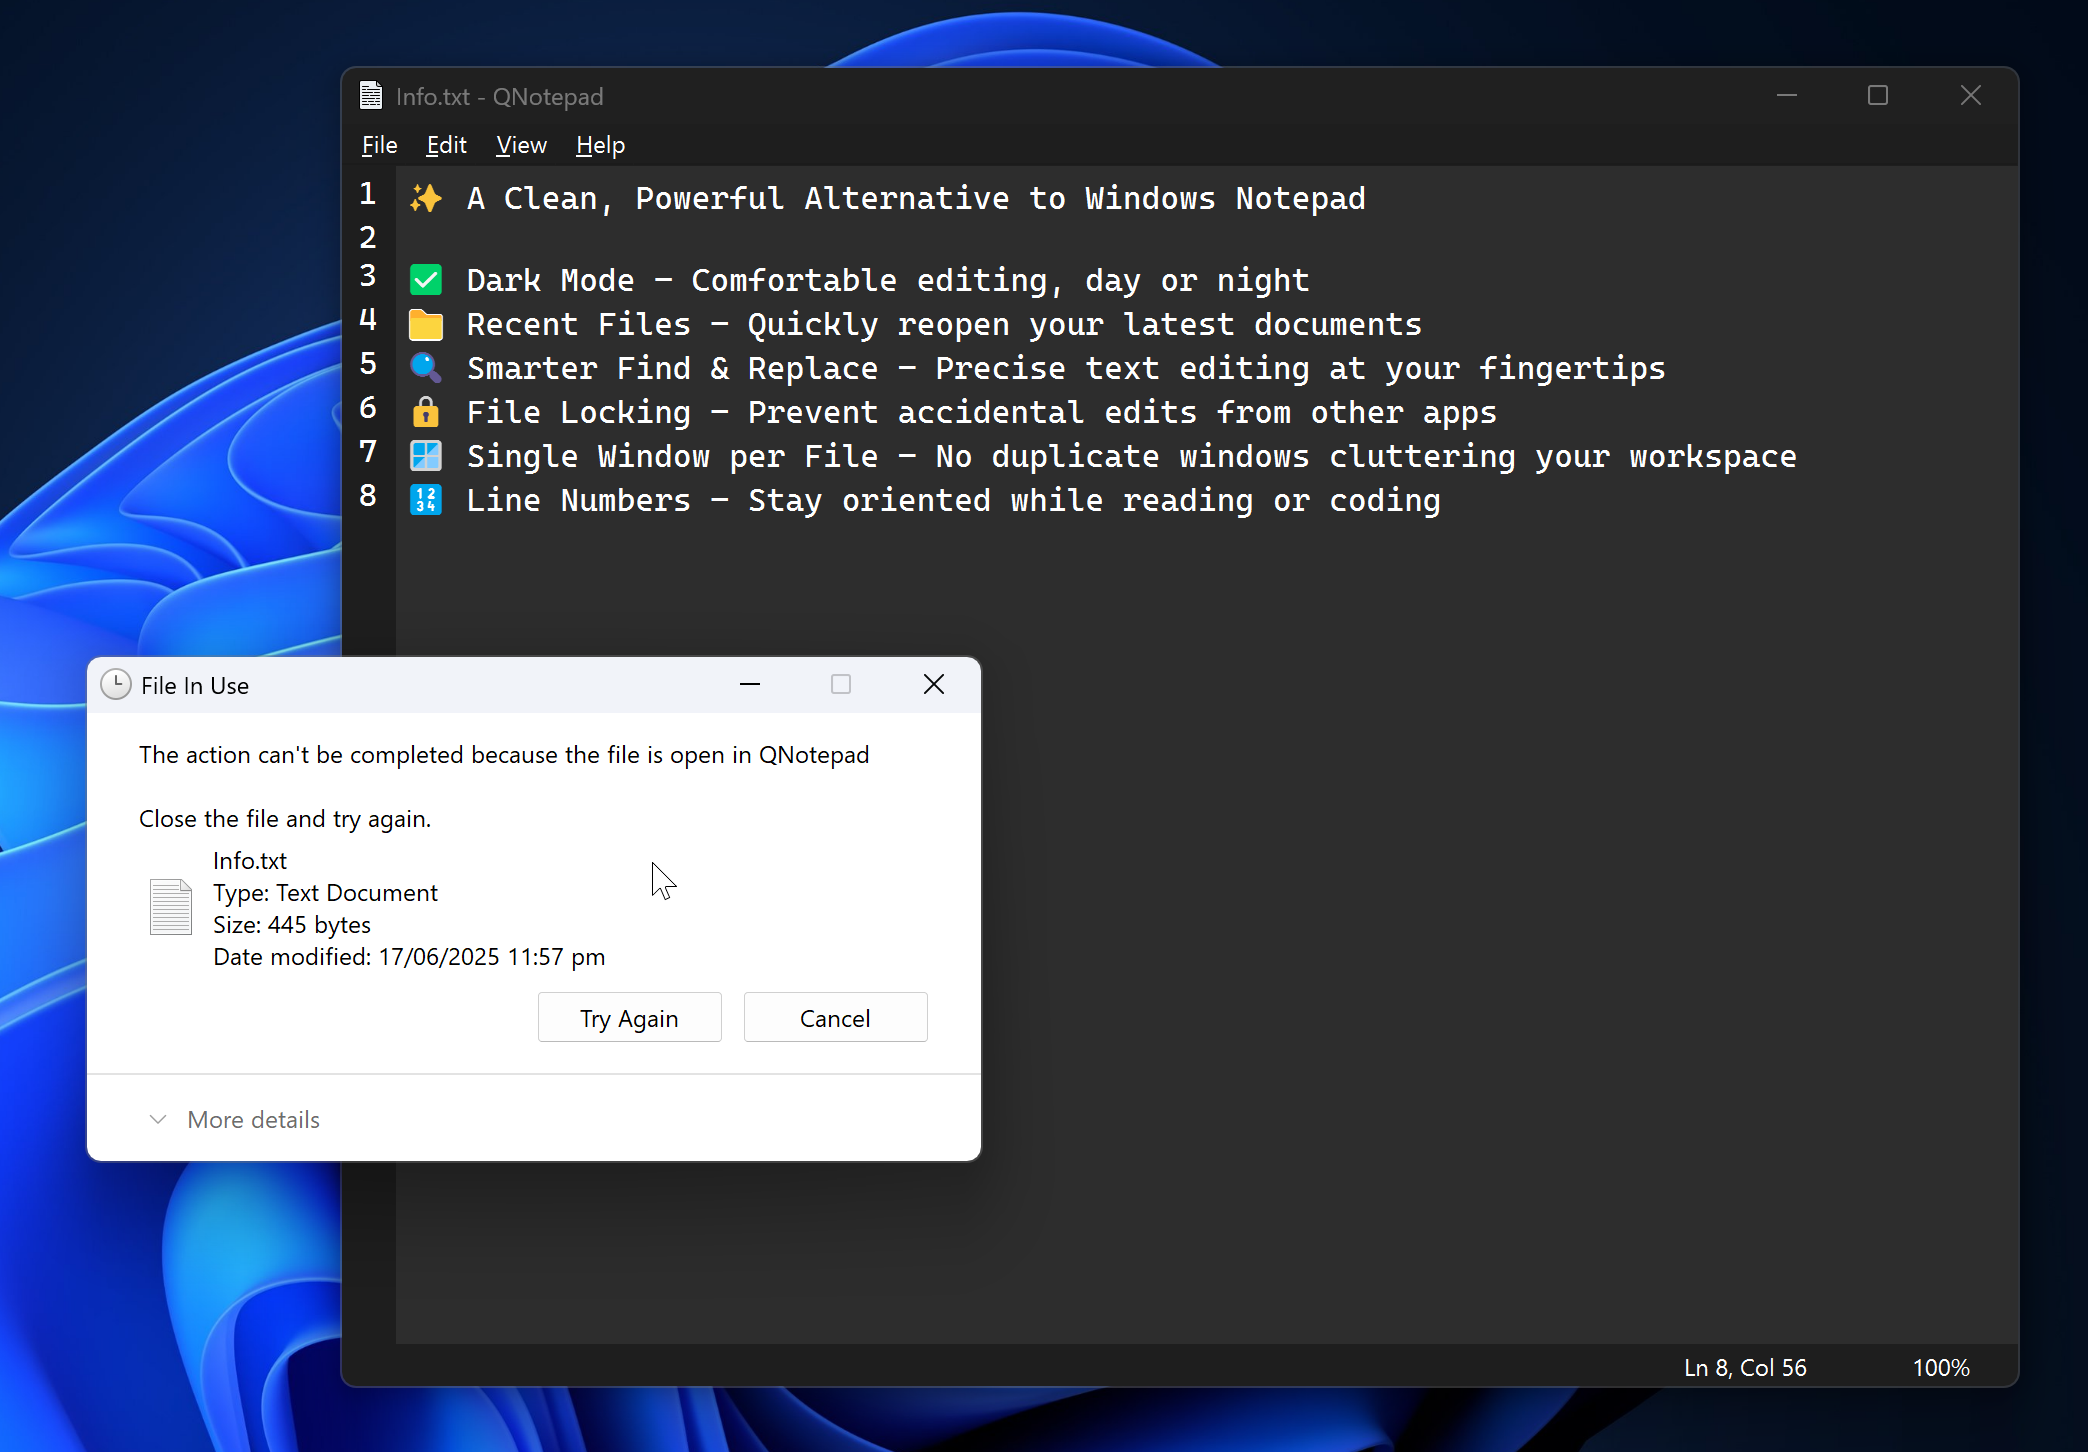 Info.txt - QNotepad
File Edit View Help
1 ✨ A Clean, Powerful Alternative to Windows Notepad
2
3 ✅ Dark Mode – Comfortable editing, day or night
4 📁 Recent Files – Quickly reopen your latest documents
5 🔍 Smarter Find & Replace – Precise text editing at your fingertips
6 🔒 File Locking – Prevent accidental edits from other apps
7 🪟 Single Window per File – No duplicate windows cluttering your workspace
8 🔢 Line Numbers – Stay oriented while reading or coding
File In Use
The action can't be completed because the file is open in QNotepad
Close the file and try again.
Info.txt
Type: Text Document
Size: 445 bytes
Date modified: 17/06/2025 11:57 pm
Try Again Cancel
More details
Ln 8, Col 56 100%